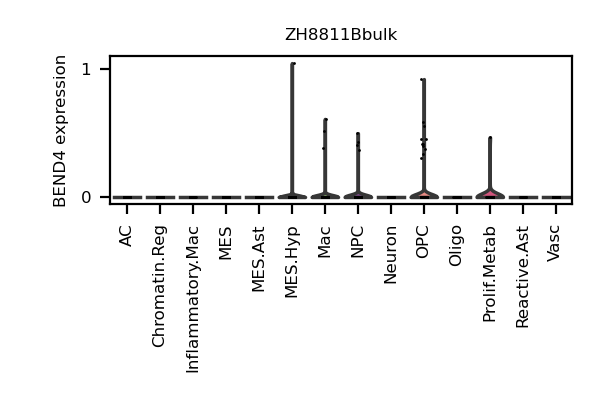 ZH8811Bbulk
BEND4 expression
1
0
AC
Chromatin.Reg
Inflammatory.Mac
MES
MES.Ast
MES.Hyp
Mac
NPC
Neuron
OPC
Oligo
Prolif.Metab
Reactive.Ast
Vasc